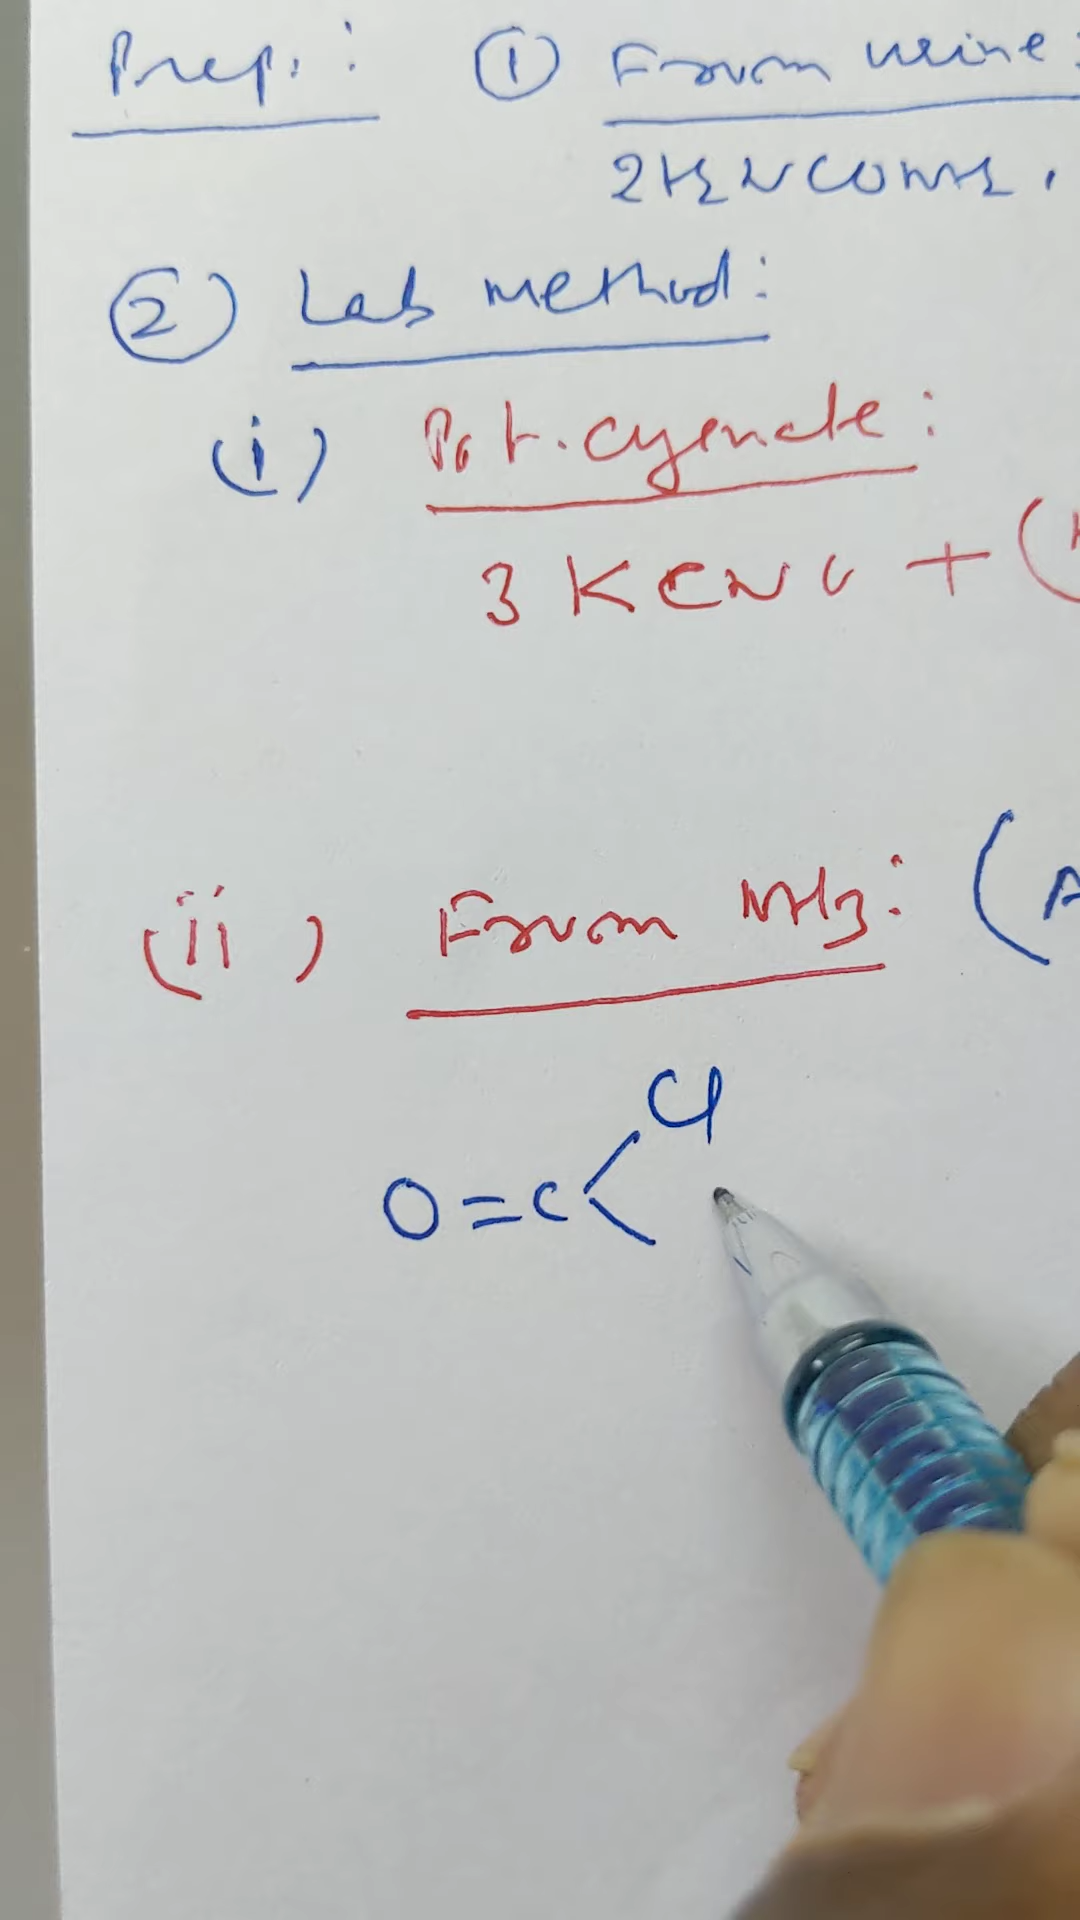 Prep. : ① From urine :
2H2NCONH2 .
② Lab method :
(i) Pot. cyanate :
3 KCNO + (
(ii) From NH3 : (A
Cl
O=C